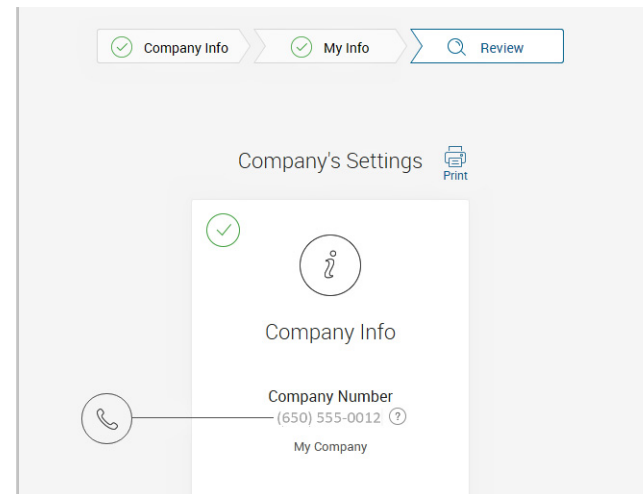 Company Info
My Info
Review
Company's Settings
Print
Company Info
Company Number
(650) 555-0012 ?
My Company